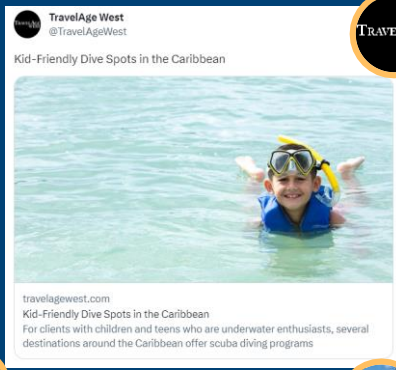 TravelAge West
@TravelAgeWest
TRAVE
Kid-Friendly Dive Spots in the Caribbean
travelagewest.com
Kid-Friendly Dive Spots in the Caribbean
For clients with children and teens who are underwater enthusiasts, several
destinations around the Caribbean offer scuba diving programs